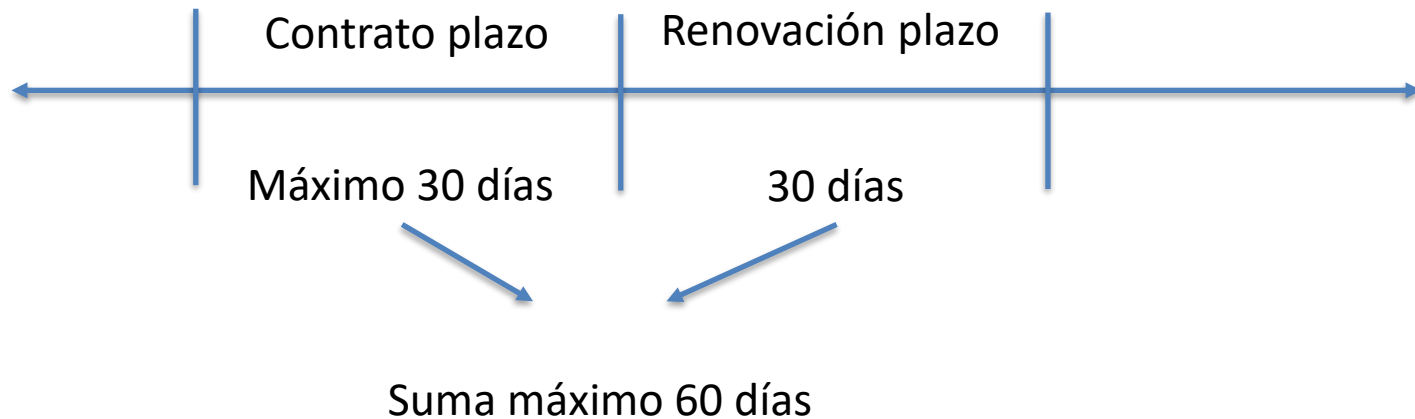 Contrato plazo
Renovación plazo
Máximo 30 días
30 días
Suma máximo 60 días